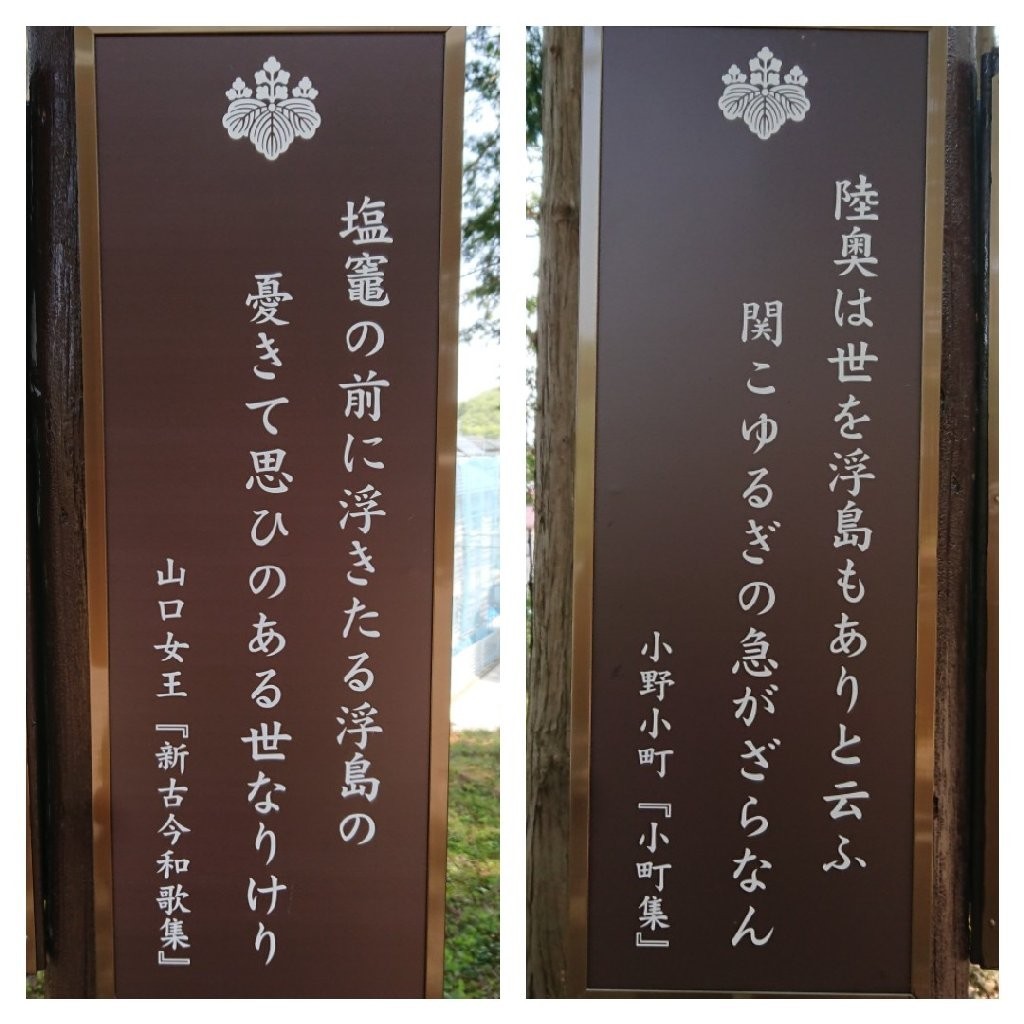 塩竈の前に浮きたる浮島の
憂きて思ひのある世なりけり
山口女王『新古今和歌集』
陸奥は世を浮島もありと云ふ
関こゆるぎの急がざらなん
小野小町『小町集』